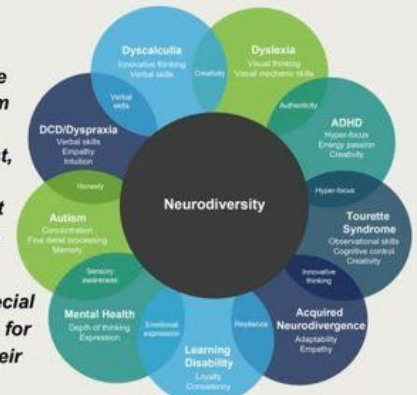 e
m
st,
t
ecial
for
eir
Dyscalculia
Innovative thinking
Verbal skills
Creativity
Dyslexia
Visual thinking
Visual mechanic skills
Authenticity
ADHD
Hyper-focus
Energy passion
Creativity
Hyper-focus
Tourette
Syndrome
Observational skills
Cognitive control
Creativity
Innovative
thinking
Acquired
Neurodivergence
Adaptability
Empathy
Resilience
Learning
Disability
Loyalty
Consistency
Emotional
expression
Mental Health
Depth of thinking
Expression
Sensory
awareness
Autism
Concentration
Fine detail processing
Memory
Honesty
DCD/Dyspraxia
Verbal skills
Empathy
Intuition
Verbal
skills
Neurodiversity